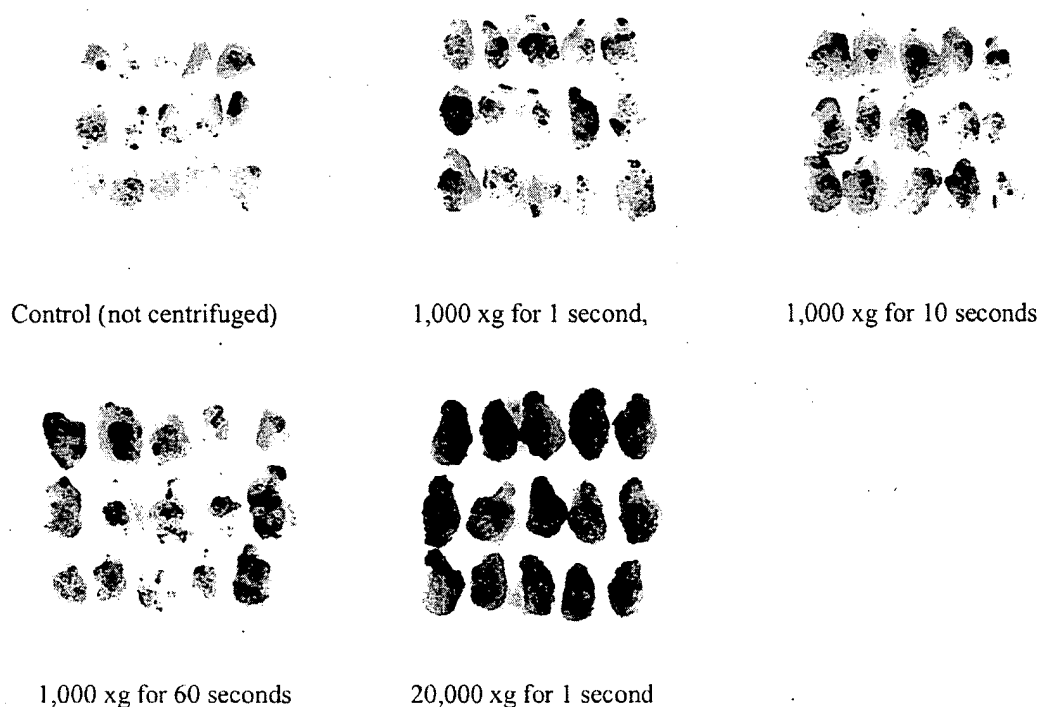 Control (not centrifuged)
1,000 xg for 1 second,
1,000 xg for 10 seconds
1,000 xg for 60 seconds
20,000 xg for 1 second